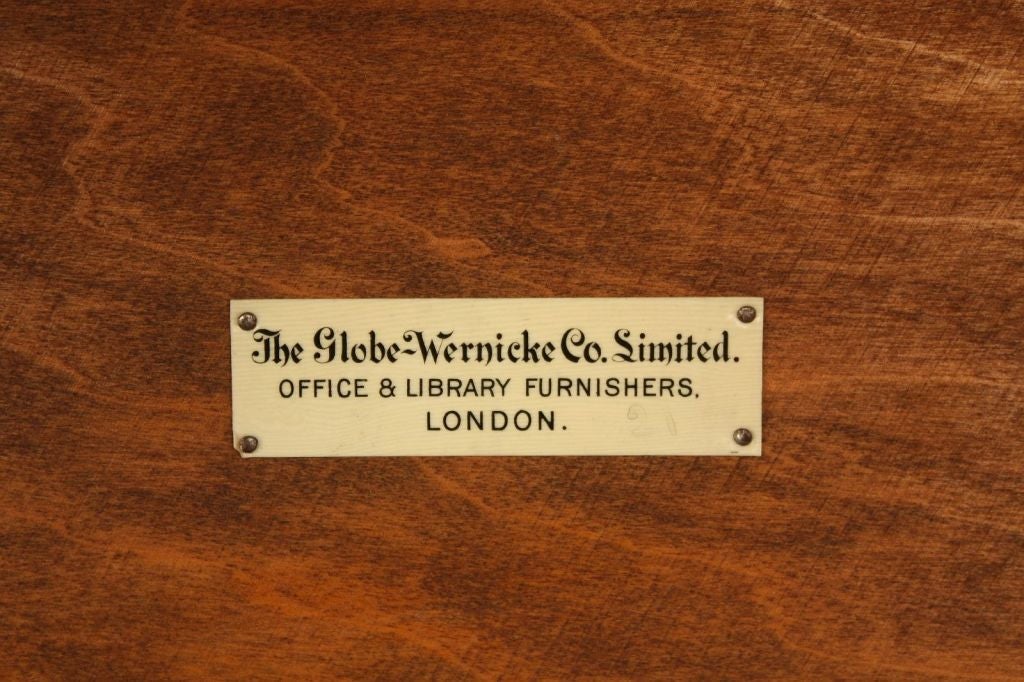 The Globe-Wernicke Co. Limited.
OFFICE & LIBRARY FURNISHERS,
LONDON.